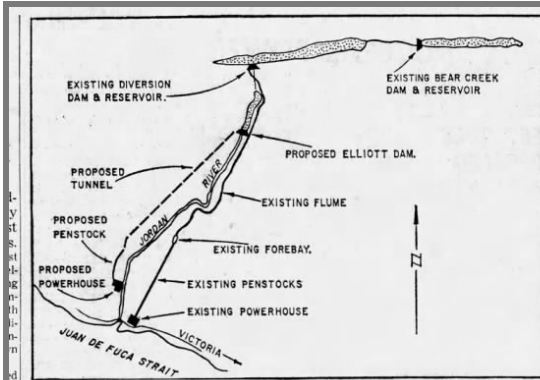 EXISTING DIVERSION
DAM & RESERVOIR.
EXISTING BEAR CREEK
DAM & RESERVOIR
PROPOSED ELLIOTT DAM.
PROPOSED
TUNNEL
JORDAN RIVER
EXISTING FLUME
PROPOSED
PENSTOCK
EXISTING FOREBAY.
PROPOSED
POWERHOUSE
EXISTING PENSTOCKS
EXISTING POWERHOUSE
JUAN DE FUCA STRAIT
VICTORIA
N